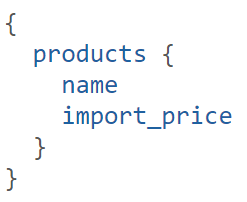 {
  products {
    name
    import_price
  }
}